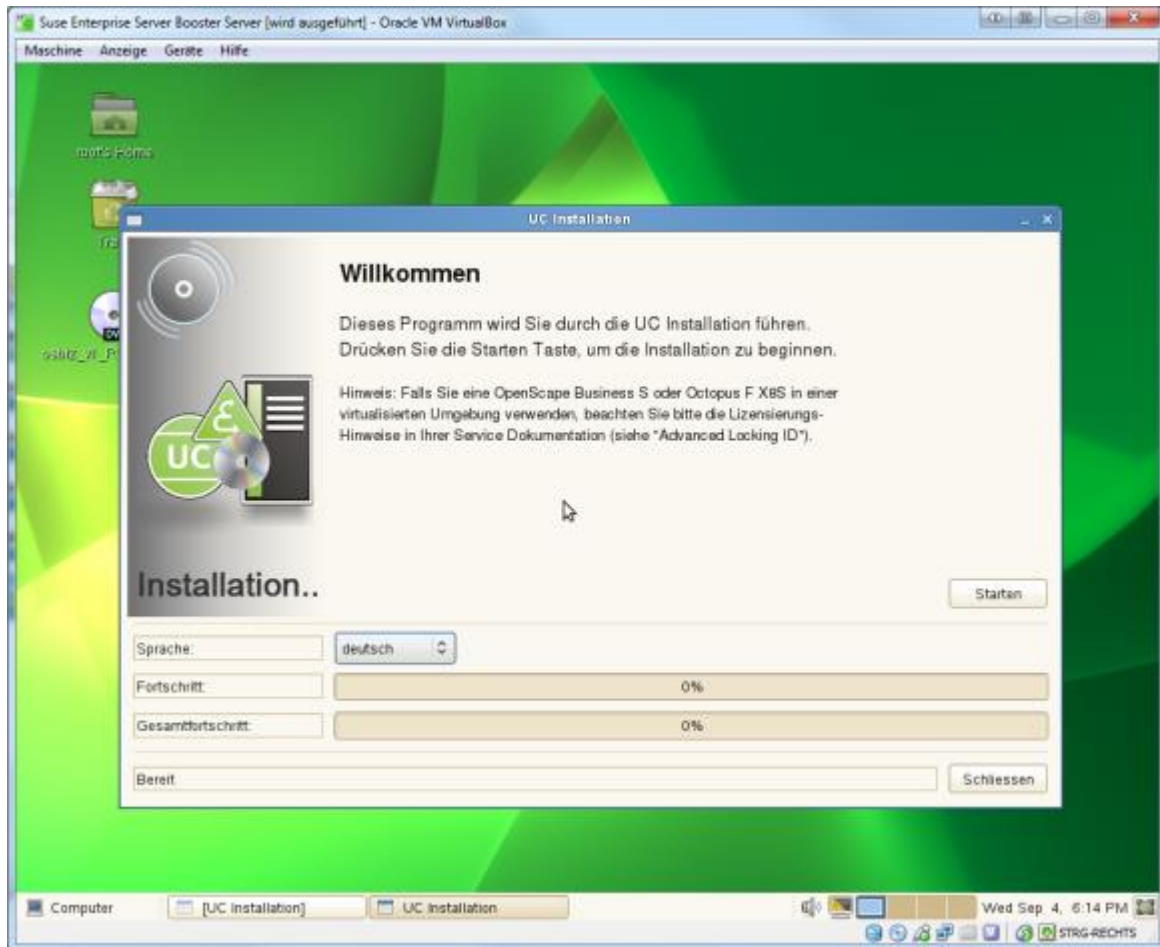 Suse Enterprise Server Booster Server [wird ausgeführt] - Oracle VM VirtualBox
Maschine Anzeige Geräte Hilfe
root's Home
UC Installation
Willkommen
Dieses Programm wird Sie durch die UC Installation führen.
Drücken Sie die Starten Taste, um die Installation zu beginnen.
Hinweis: Falls Sie eine OpenScape Business S oder Octopus F X8S in einer
virtualisierten Umgebung verwenden, beachten Sie bitte die Lizensierungs-
Hinweise in Ihrer Service Dokumentation (siehe "Advanced Locking ID").
UC
Installation..
Starten
Sprache:
deutsch
Fortschritt:
0%
Gesamtfortschritt:
0%
Bereit
Schliessen
Computer
[UC Installation]
UC Installation
Wed Sep 4, 6:14 PM
STRG-RECHTS